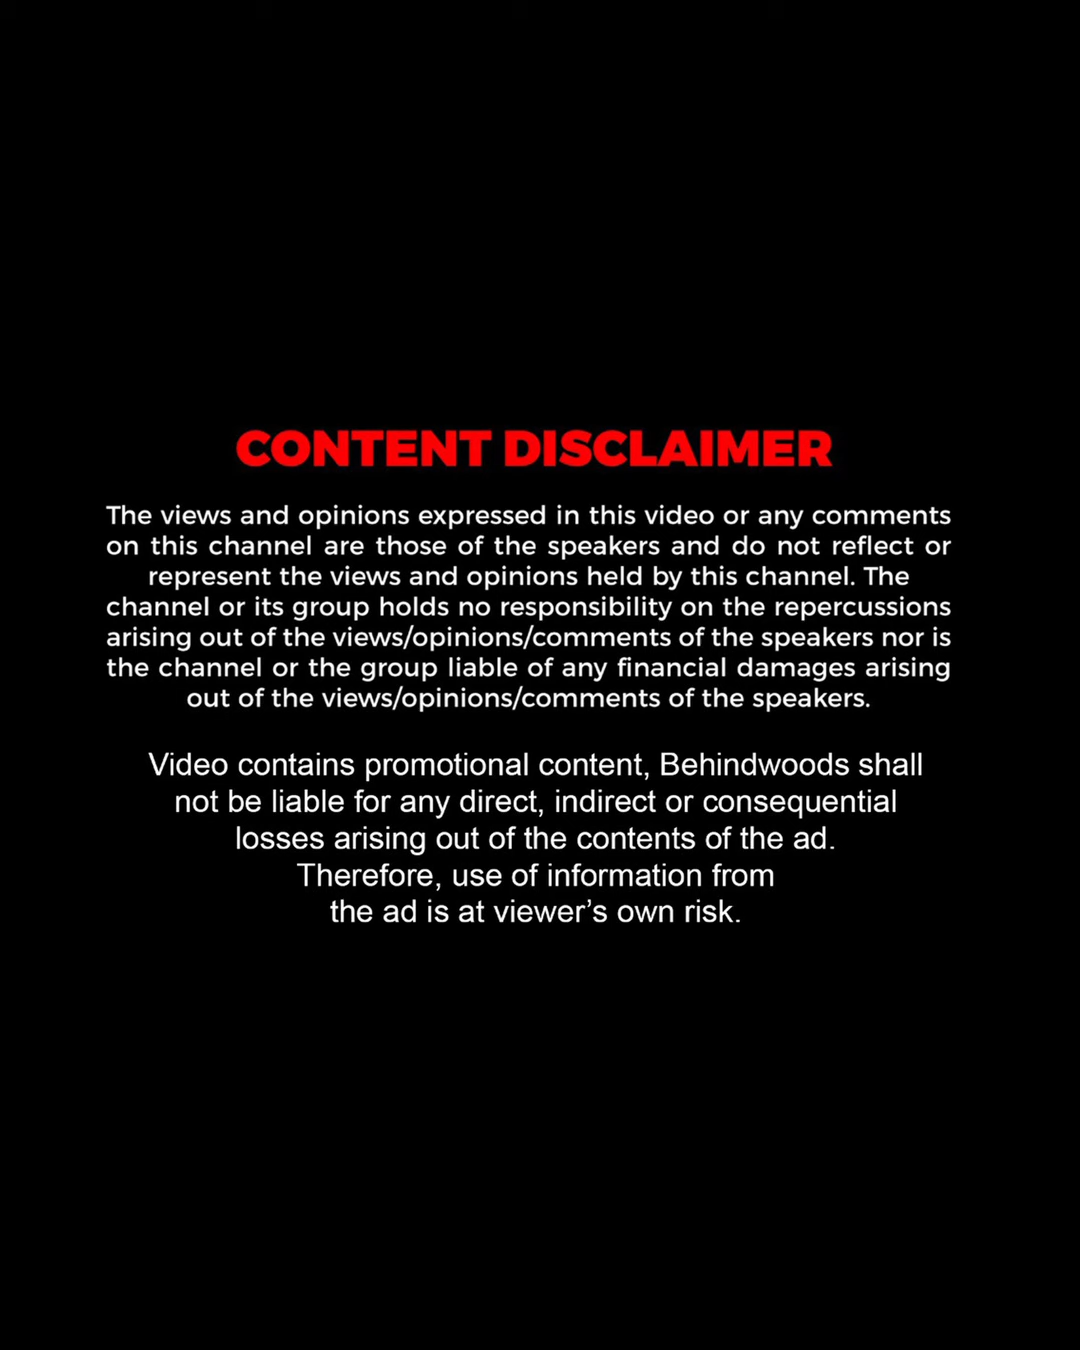 CONTENT DISCLAIMER
The views and opinions expressed in this video or any comments
on this channel are those of the speakers and do not reflect or
represent the views and opinions held by this channel. The
channel or its group holds no responsibility on the repercussions
arising out of the views/opinions/comments of the speakers nor is
the channel or the group liable of any financial damages arising
out of the views/opinions/comments of the speakers.
Video contains promotional content, Behindwoods shall
not be liable for any direct, indirect or consequential
losses arising out of the contents of the ad.
Therefore, use of information from
the ad is at viewer’s own risk.